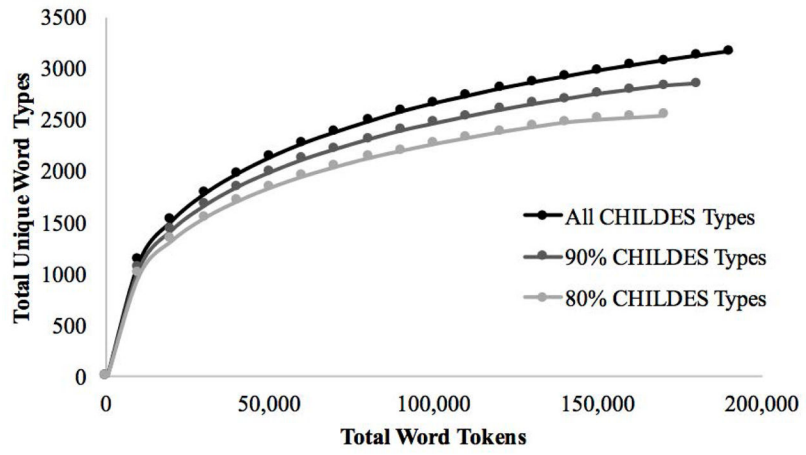 3500
3000
2500
2000
1500
1000
500
0
Total Unique Word Types
All CHILDES Types
90% CHILDES Types
80% CHILDES Types
0 50,000 100,000 150,000 200,000
Total Word Tokens